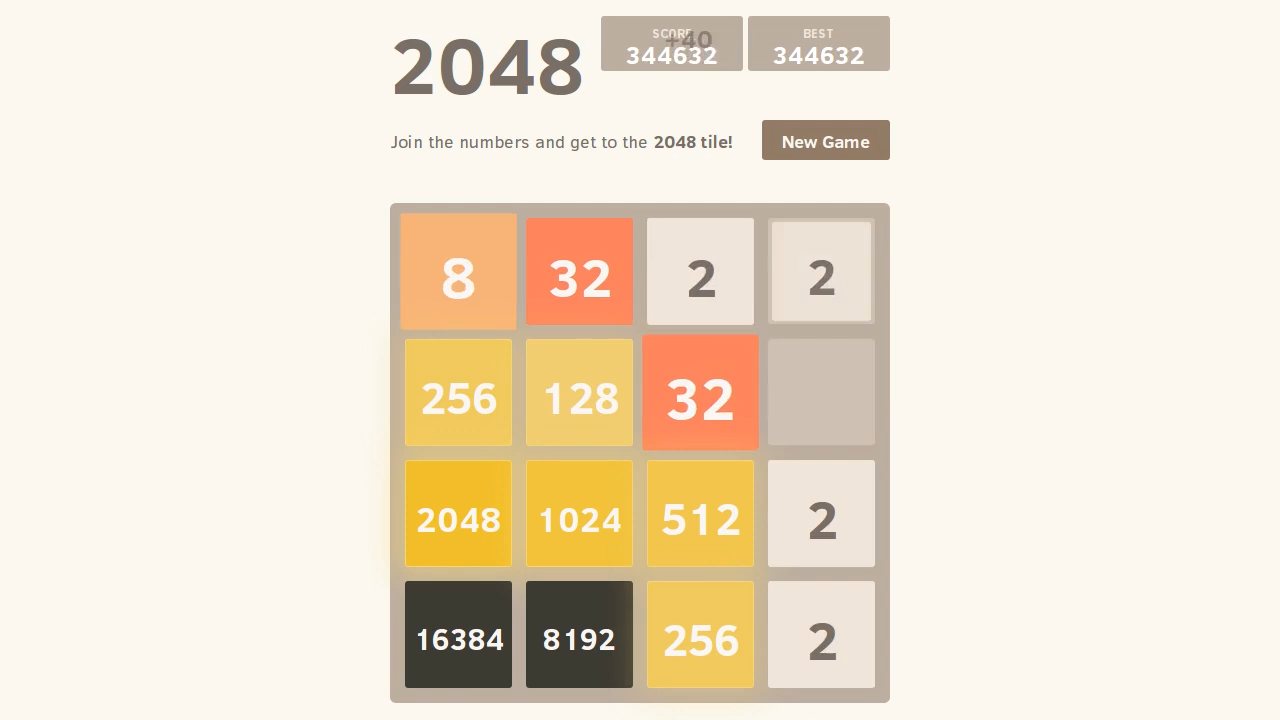 2048
SCORE
344632
+40
BEST
344632
Join the numbers and get to the 2048 tile!
New Game
8 32 2 2
256 128 32
2048 1024 512 2
16384 8192 256 2